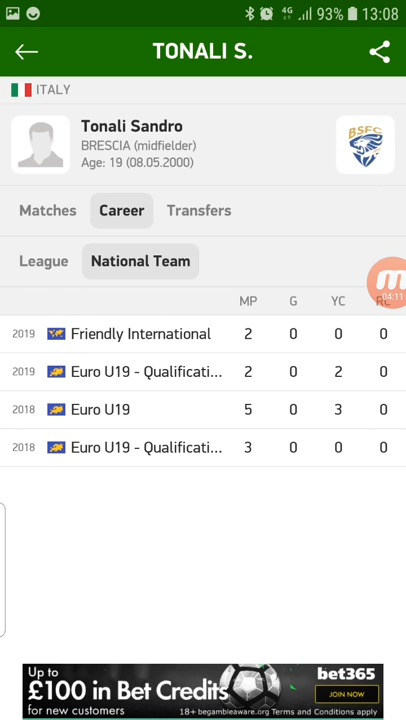 4G 93% 13:08
TONALI S.
ITALY
Tonali Sandro
BRESCIA (midfielder)
Age: 19 (08.05.2000)
BSFC
Matches Career Transfers
League National Team
04:11
MP G YC RC
2019 Friendly International 2 0 0 0
2019 Euro U19 - Qualificati... 2 0 2 0
2018 Euro U19 5 0 3 0
2018 Euro U19 - Qualificati... 3 0 0 0
Up to
£100 in Bet Credits
for new customers
bet365
JOIN NOW
18+ begambleaware.org Terms and Conditions apply